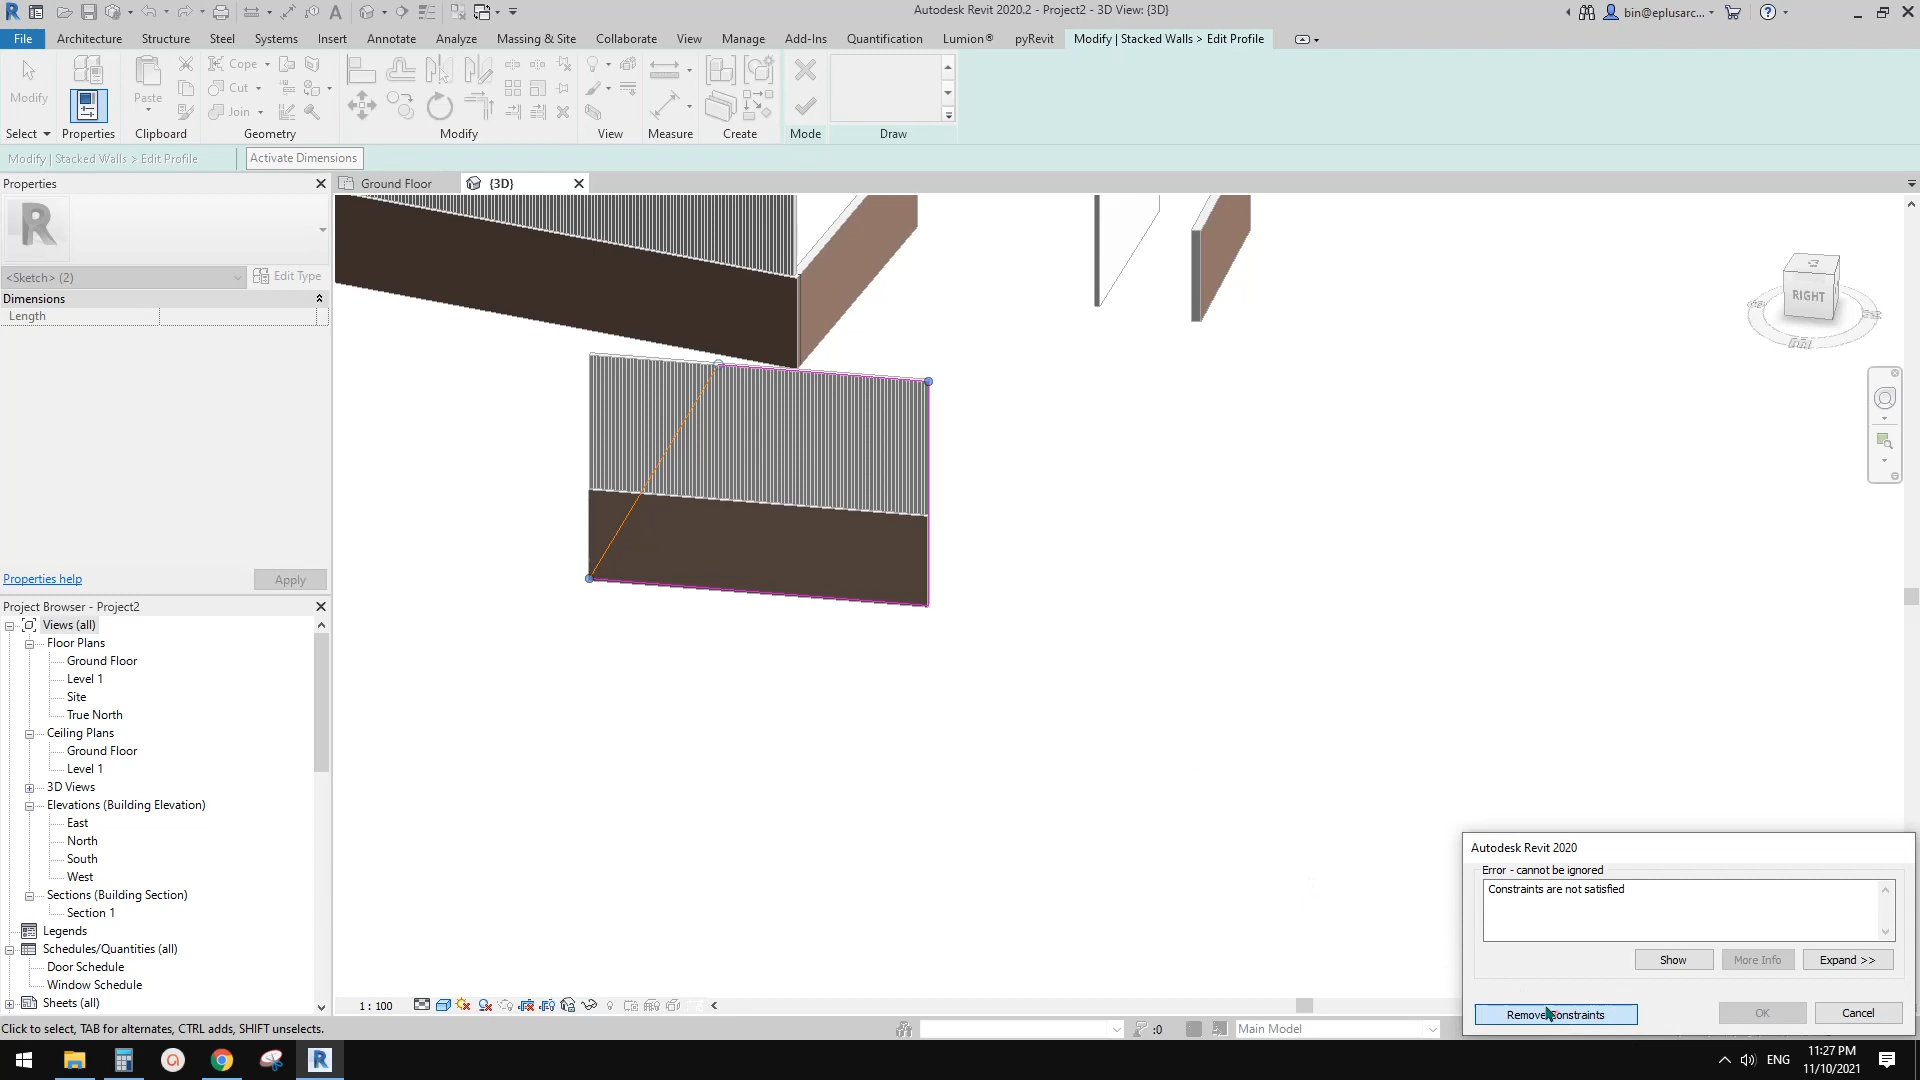 Autodesk Revit 2020.2 - Project2 - 3D View: {3D}
bin@eplusarc...
File Architecture Structure Steel Systems Insert Annotate Analyze Massing & Site Collaborate View Manage Add-Ins Quantification Lumion® pyRevit Modify | Stacked Walls > Edit Profile
Modify
Paste
Cope
Cut
Join
Select Properties Clipboard Geometry Modify View Measure Create Mode Draw
Modify | Stacked Walls > Edit Profile Activate Dimensions
Properties
Ground Floor {3D}
R
<Sketch> (2) Edit Type
Dimensions
Length
RIGHT
Properties help Apply
Project Browser - Project2
Views (all)
Floor Plans
Ground Floor
Level 1
Site
True North
Ceiling Plans
Ground Floor
Level 1
3D Views
Elevations (Building Elevation)
East
North
South
West
Sections (Building Section)
Section 1
Legends
Schedules/Quantities (all)
Door Schedule
Window Schedule
Sheets (all)
Autodesk Revit 2020
Error - cannot be ignored
Constraints are not satisfied
Show More Info Expand >>
Remove Constraints OK Cancel
1 : 100
Click to select, TAB for alternates, CTRL adds, SHIFT unselects.
:0 Main Model
ENG
11:27 PM
11/10/2021